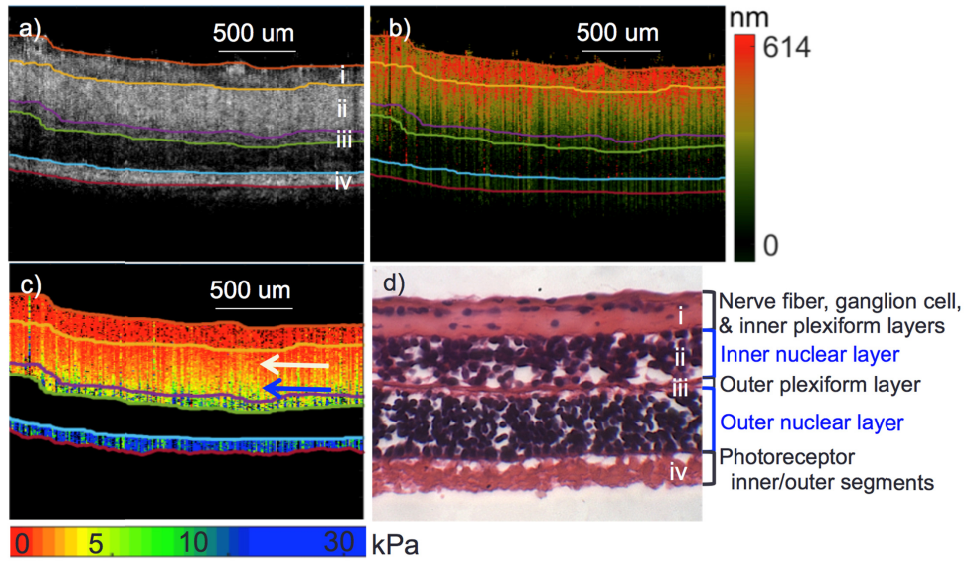 a)
500 um
i
ii
iii
iv
b)
500 um
nm
614
0
c)
500 um
0 5 10 30 kPa
d)
i
ii
iii
iv
Nerve fiber, ganglion cell,
& inner plexiform layers
Inner nuclear layer
Outer plexiform layer
Outer nuclear layer
Photoreceptor
inner/outer segments